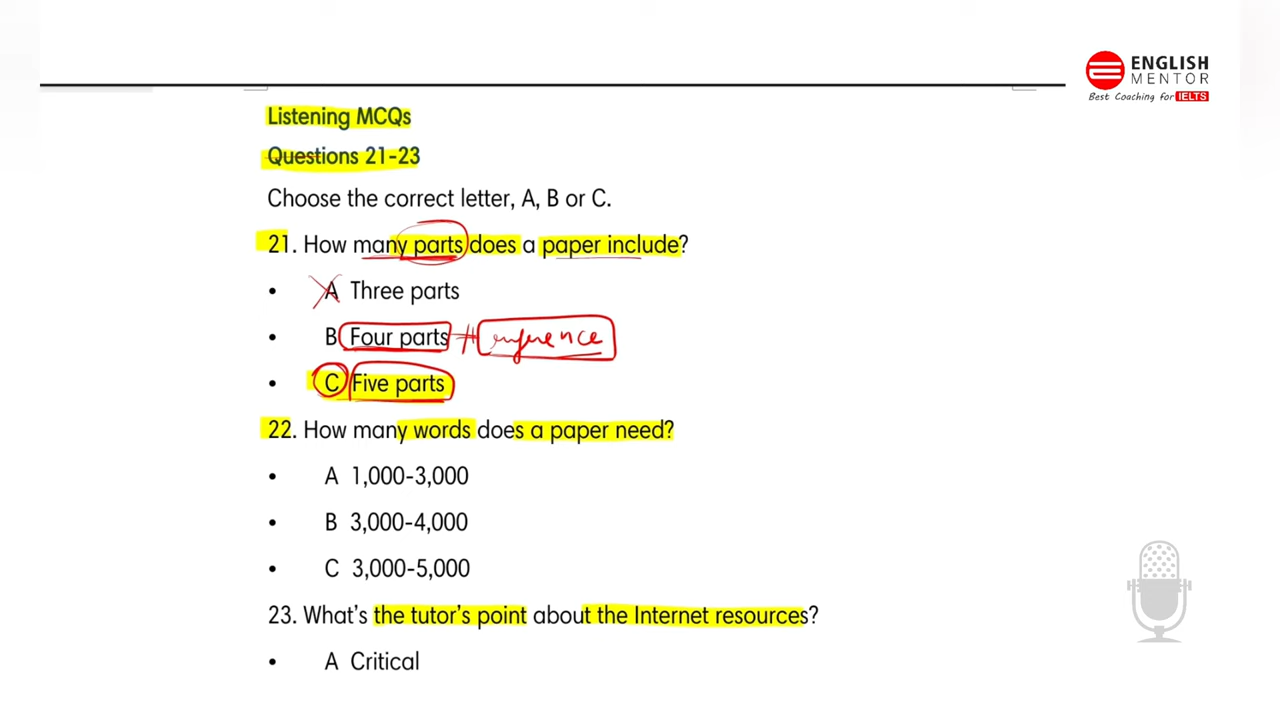 ENGLISH
MENTOR
Best Coaching for IELTS
Listening MCQs
Questions 21-23
Choose the correct letter, A, B or C.
21. How many parts does a paper include?
• A Three parts
• B Four parts +
• C Five parts
22. How many words does a paper need?
• A 1,000-3,000
• B 3,000-4,000
• C 3,000-5,000
23. What's the tutor's point about the Internet resources?
• A Critical